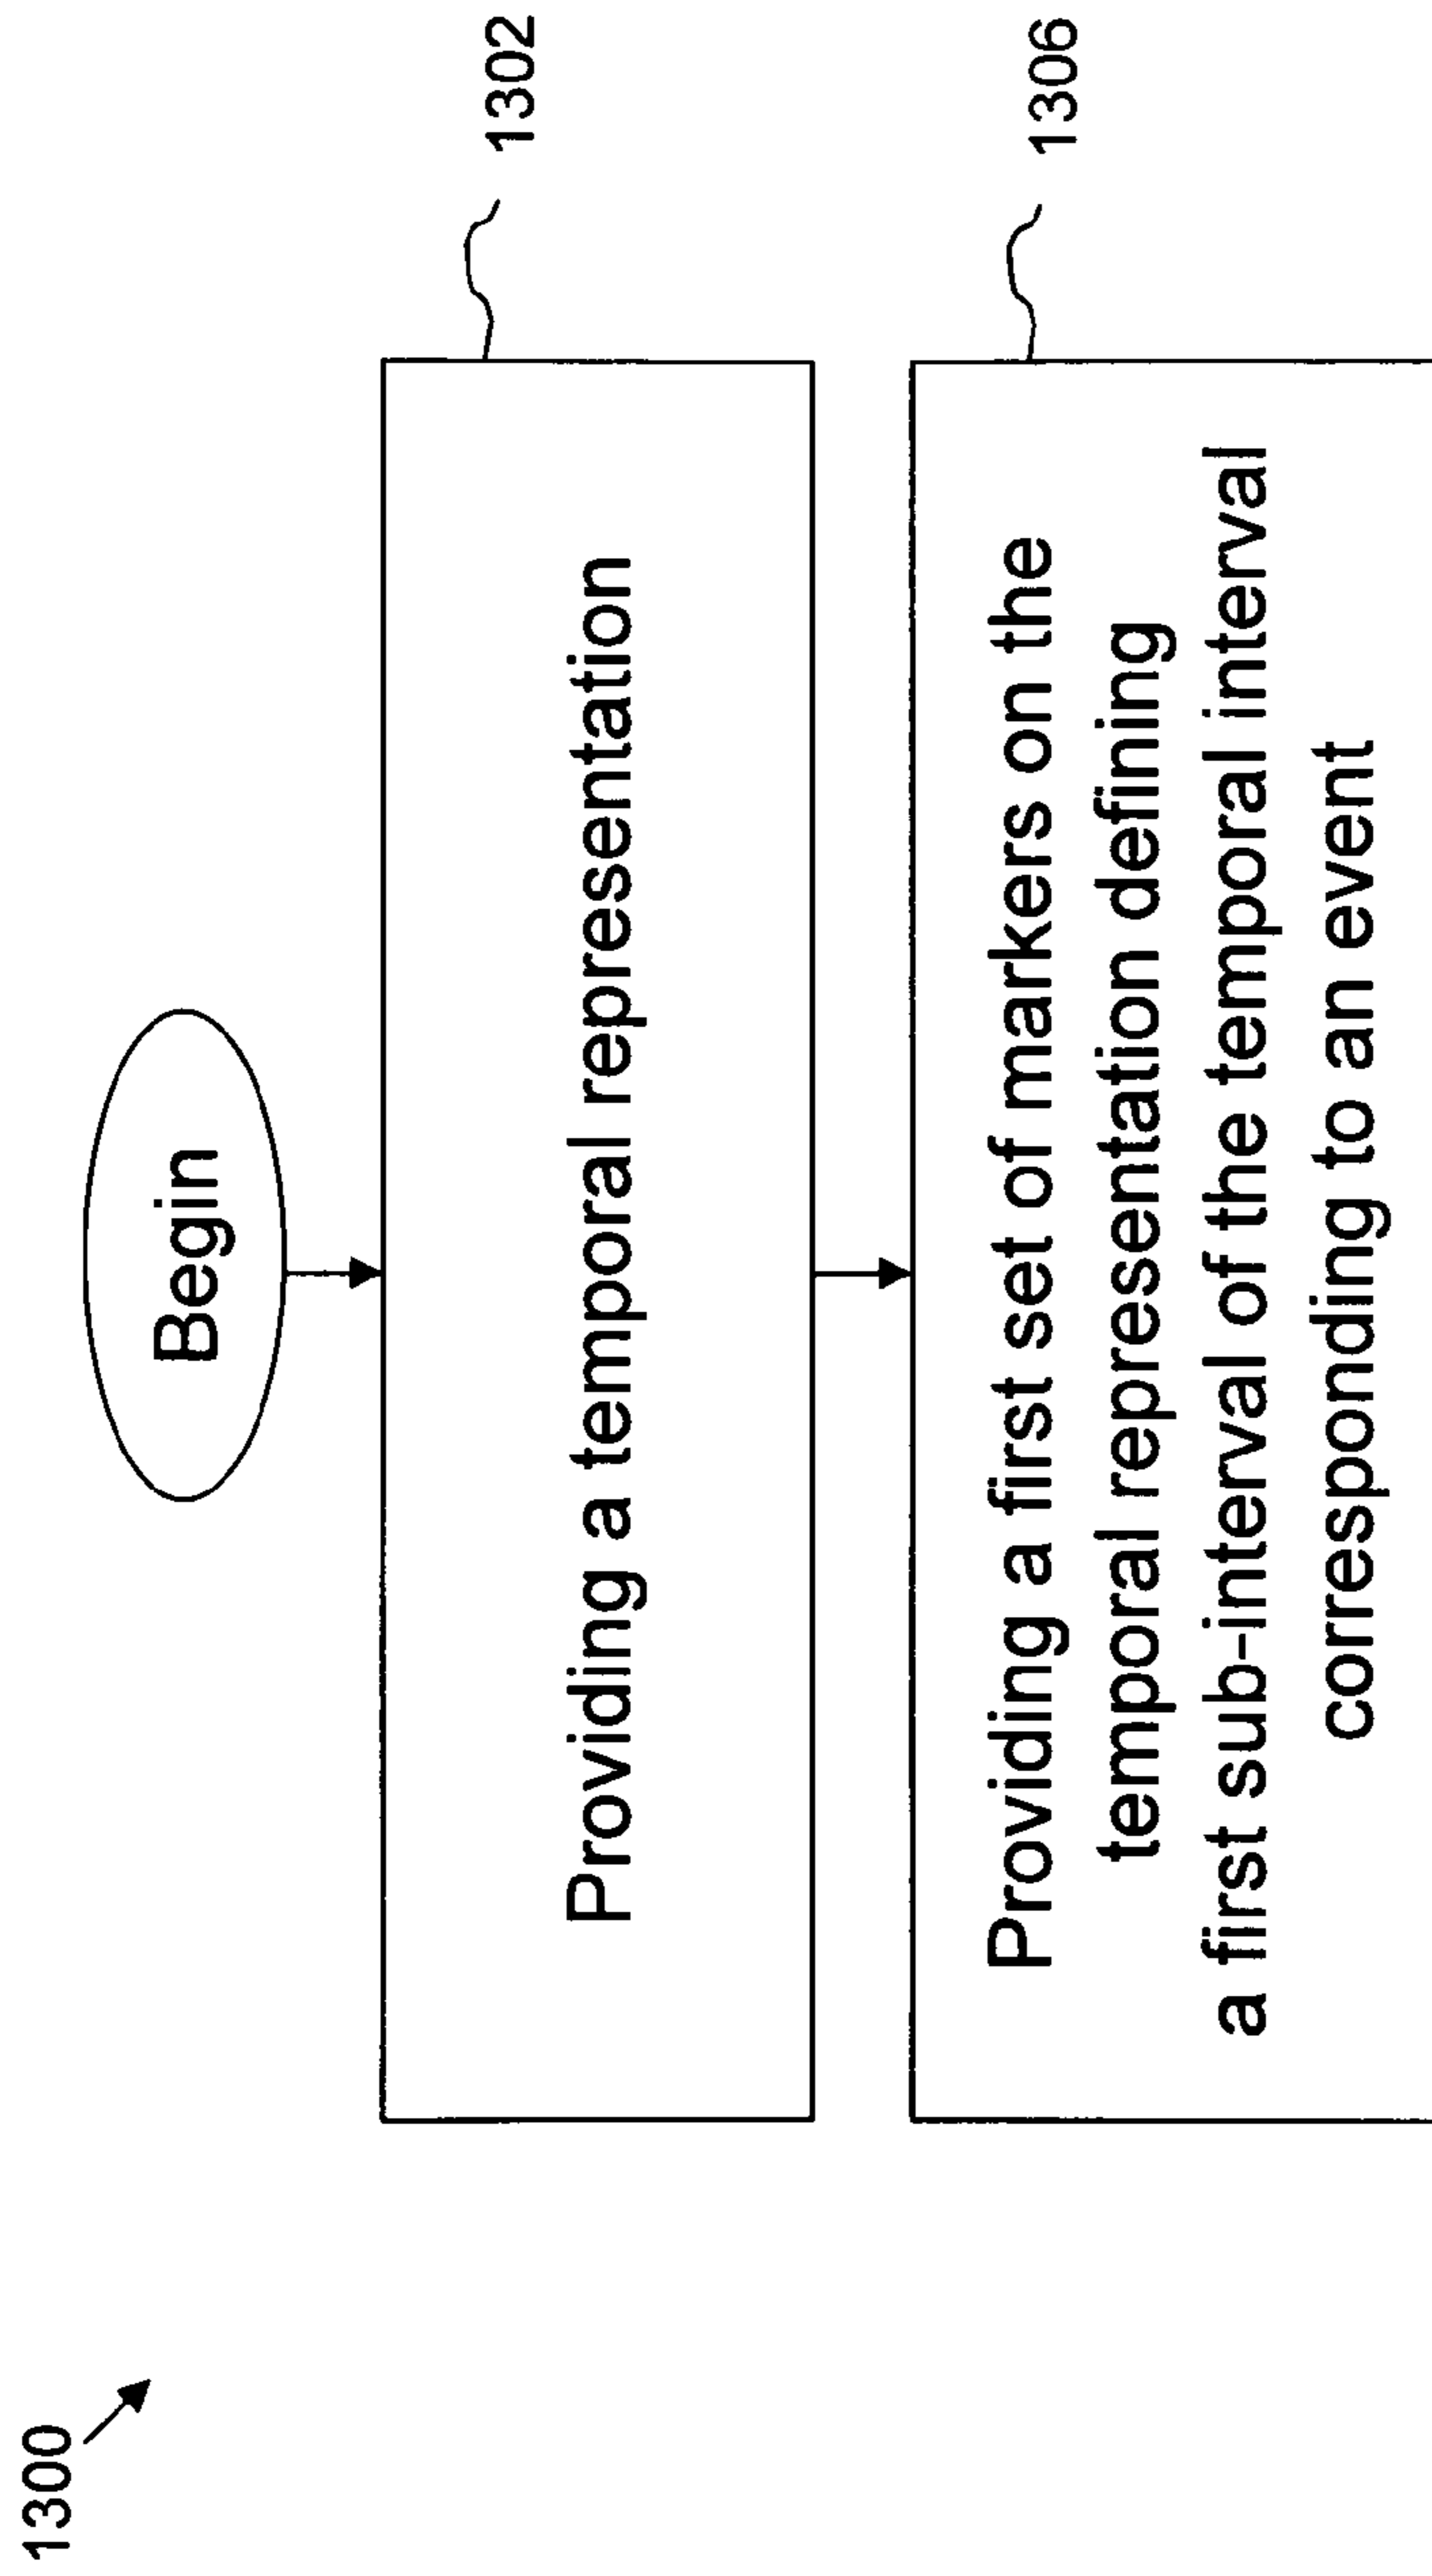 1300
Begin
1302
Providing a temporal representation
1306
Providing a first set of markers on the
temporal representation defining
a first sub-interval of the temporal interval
corresponding to an event